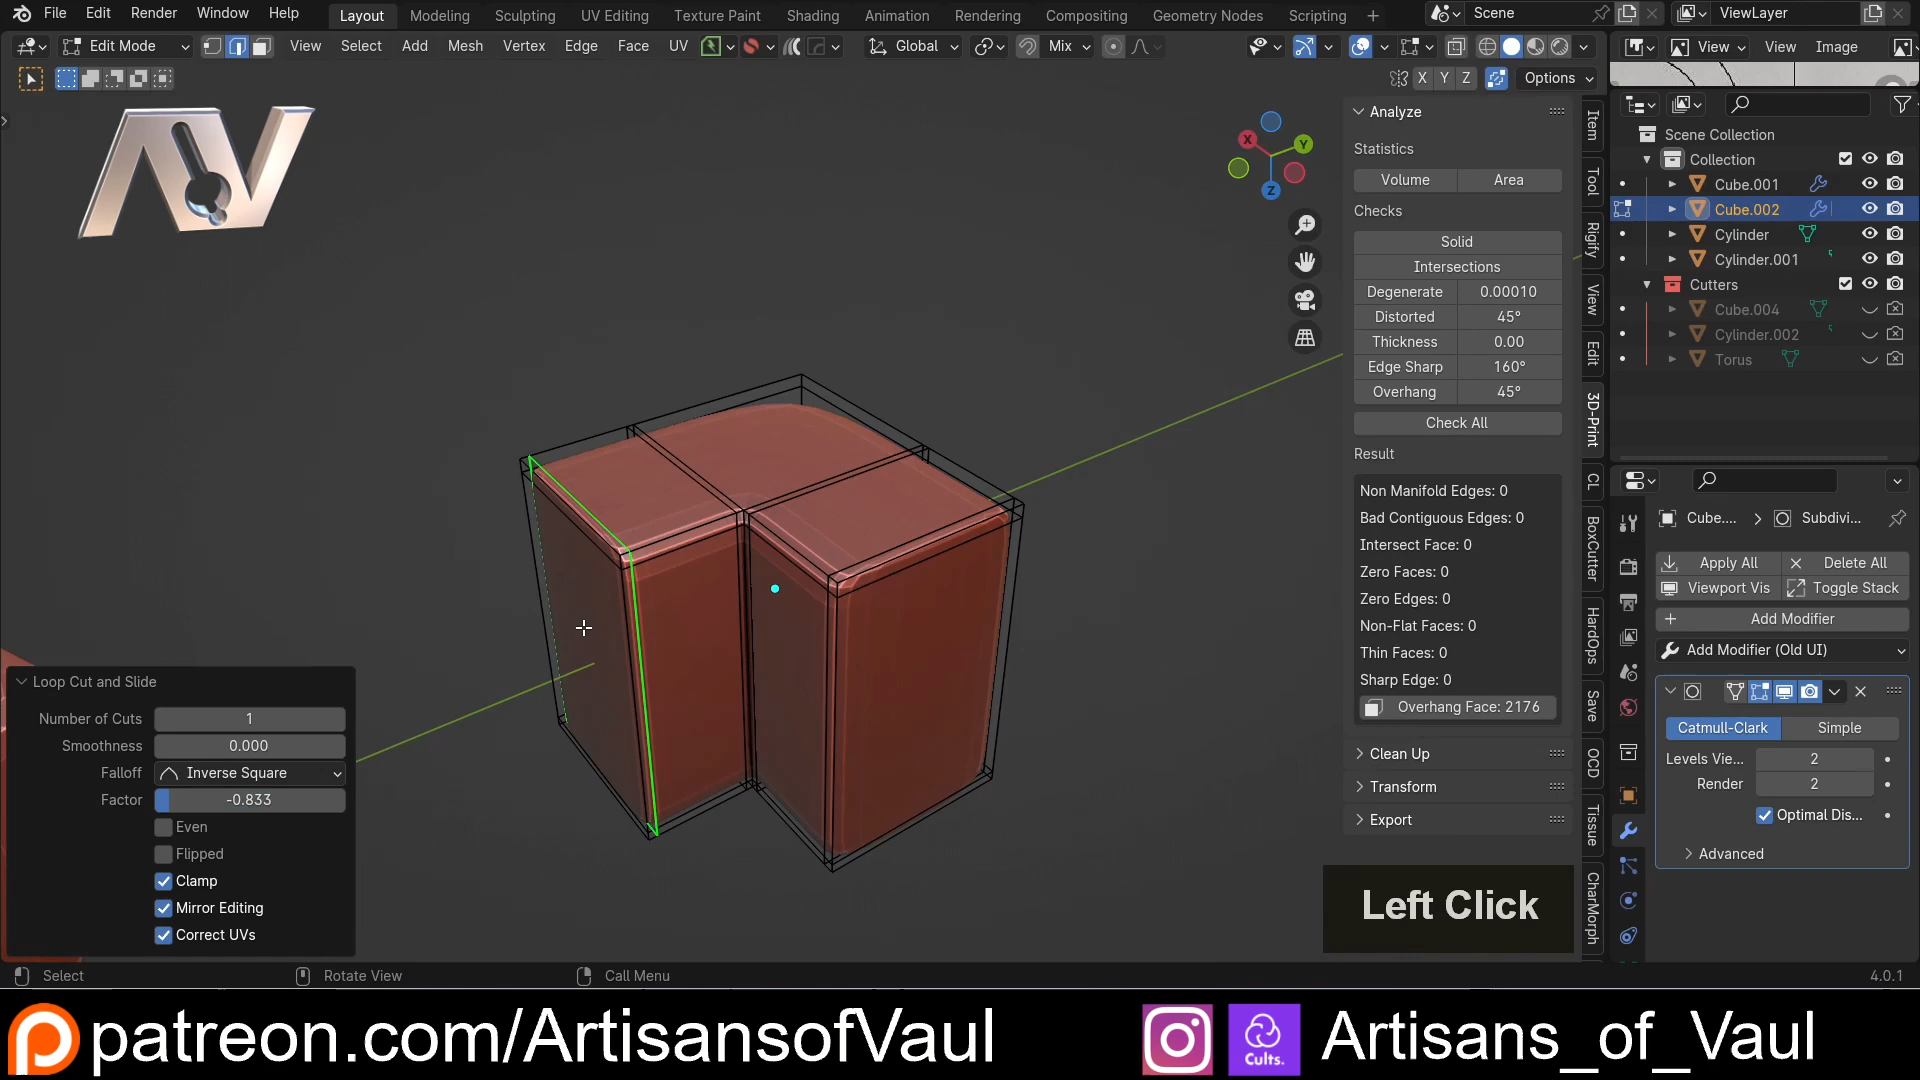 File Edit Render Window Help Layout Modeling Sculpting UV Editing Texture Paint Shading Animation Rendering Compositing Geometry Nodes Scripting + Scene ViewLayer
Edit Mode View Select Add Mesh Vertex Edge Face UV Global Mix View View Image
X Y Z Options
AV
Analyze
Statistics
Volume Area
Checks
Solid
Intersections
Degenerate 0.00010
Distorted 45°
Thickness 0.00
Edge Sharp 160°
Overhang 45°
Check All
Result
Non Manifold Edges: 0
Bad Contiguous Edges: 0
Intersect Face: 0
Zero Faces: 0
Zero Edges: 0
Non-Flat Faces: 0
Thin Faces: 0
Sharp Edge: 0
Overhang Face: 2176
Clean Up
Transform
Export
X Y Z
Item
Tool
Rigify
View
Edit
3D-Print
CL
BoxCutter
HardOps
Save
OCD
Tissue
CharMorph
Scene Collection
Collection
Cube.001
Cube.002
Cylinder
Cylinder.001
Cutters
Cube.004
Cylinder.002
Torus
Cube.... Subdivi...
Apply All Delete All
Viewport Vis Toggle Stack
Add Modifier
Add Modifier (Old UI)
Catmull-Clark Simple
Levels Vie... 2
Render 2
Optimal Dis...
Advanced
Loop Cut and Slide
Number of Cuts 1
Smoothness 0.000
Falloff Inverse Square
Factor -0.833
Even
Flipped
Clamp
Mirror Editing
Correct UVs
Left Click
Select Rotate View Call Menu 4.0.1
patreon.com/ArtisansofVaul Cults. Artisans_of_Vaul